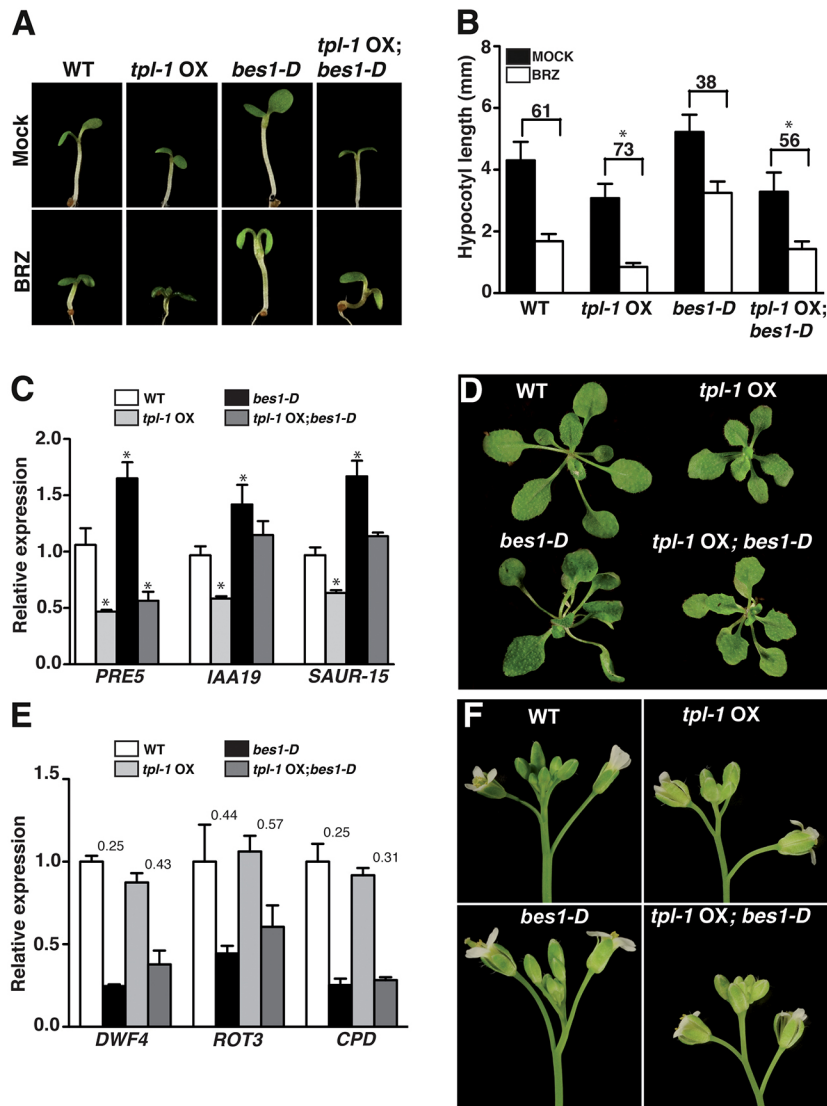 A
WT
tpl-1 OX
bes1-D
tpl-1 OX;
bes1-D
Mock
BRZ
B
Hypocotyl length (mm)
8
6
4
2
0
MOCK
BRZ
61
*
73
38
*
56
WT
tpl-1 OX
bes1-D
tpl-1 OX;
bes1-D
C
WT
bes1-D
tpl-1 OX
tpl-1 OX;bes1-D
Relative expression
2.0
1.5
1.0
0.5
0.0
*
*
*
*
*
*
*
PRE5
IAA19
SAUR-15
D
WT
tpl-1 OX
bes1-D
tpl-1 OX; bes1-D
E
WT
bes1-D
tpl-1 OX
tpl-1 OX;bes1-D
Relative expression
1.5
1.0
0.5
0.0
0.25
0.43
0.44
0.57
0.25
0.31
DWF4
ROT3
CPD
F
WT
tpl-1 OX
bes1-D
tpl-1 OX; bes1-D